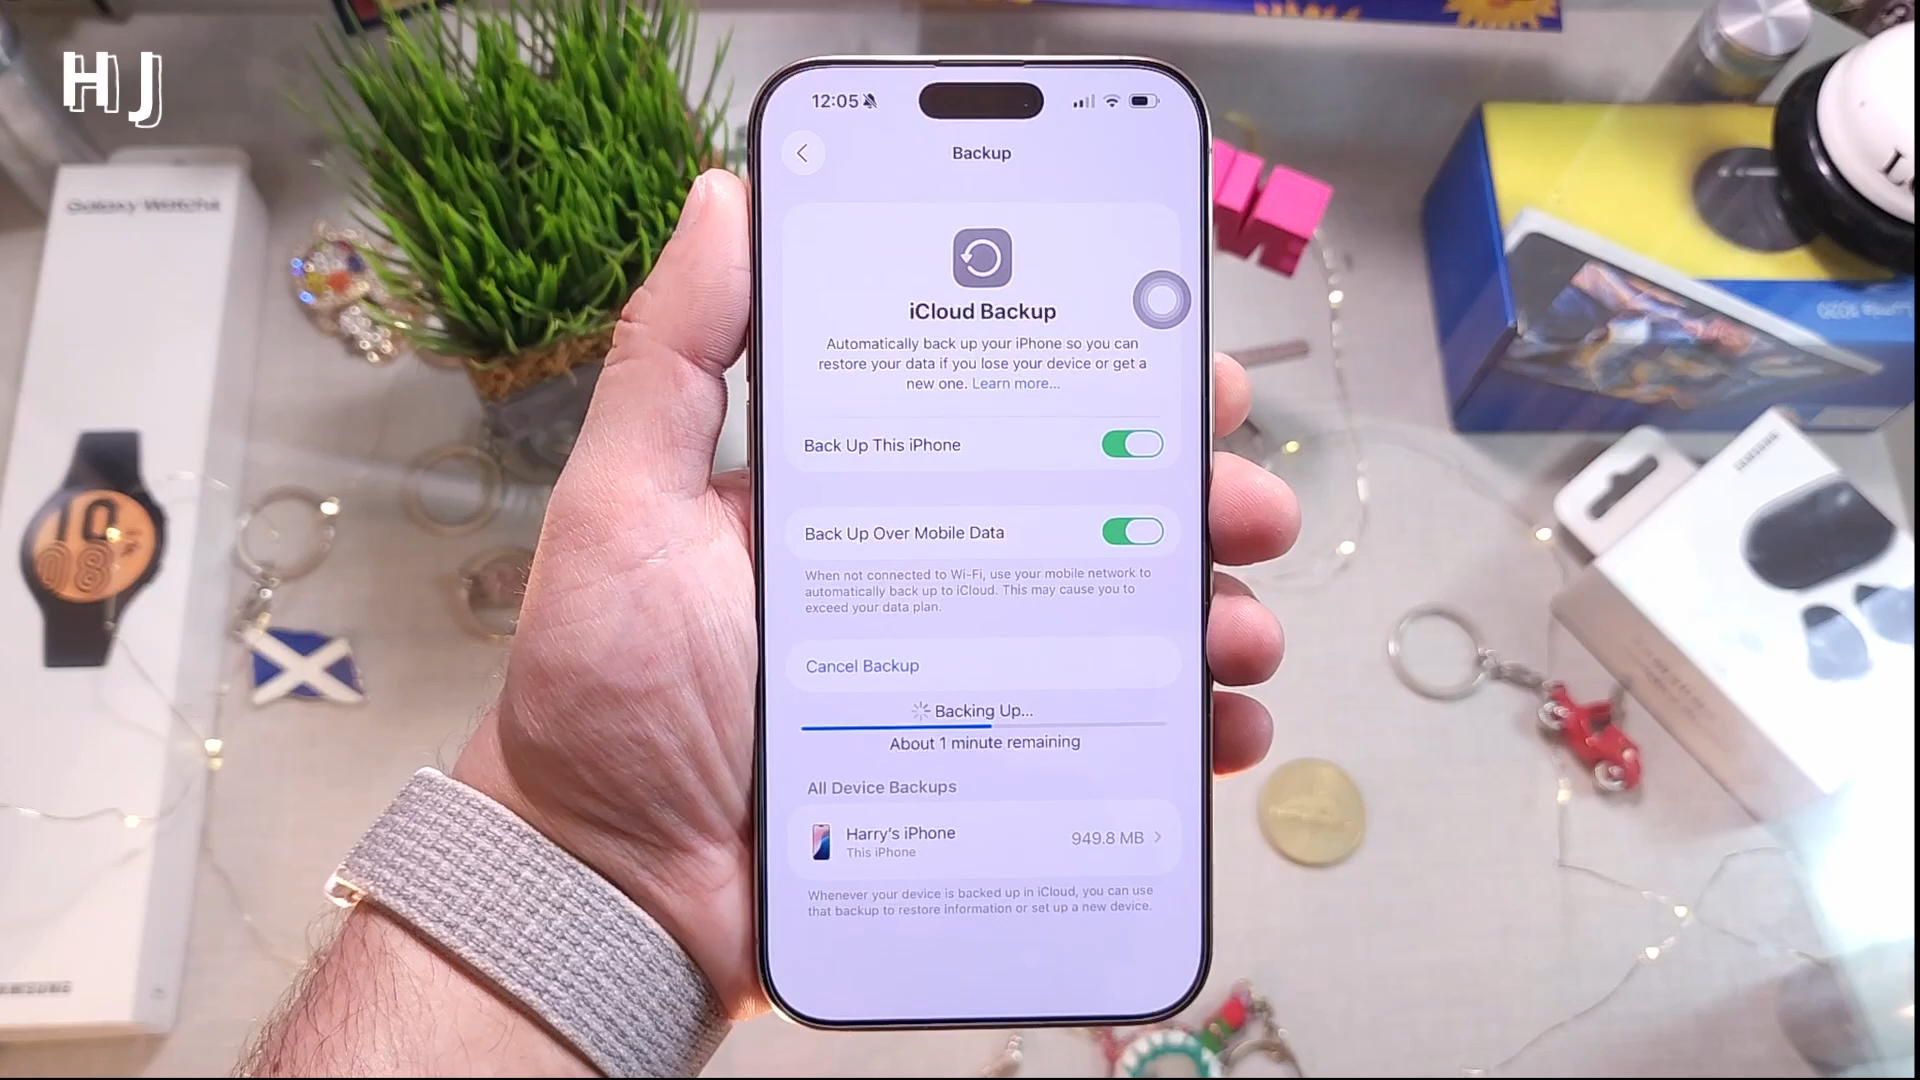 HJ
Galaxy Watch4
12:05
Backup
iCloud Backup
Automatically back up your iPhone so you can
restore your data if you lose your device or get a
new one. Learn more...
Back Up This iPhone
Back Up Over Mobile Data
When not connected to Wi-Fi, use your mobile network to
automatically back up to iCloud. This may cause you to
exceed your data plan.
Cancel Backup
Backing Up...
About 1 minute remaining
All Device Backups
Harry's iPhone
949.8 MB
This iPhone
Whenever your device is backed up in iCloud, you can use
that backup to restore information or set up a new device.
10
08
SAMSUNG
SAMSUNG
Lumia 1020